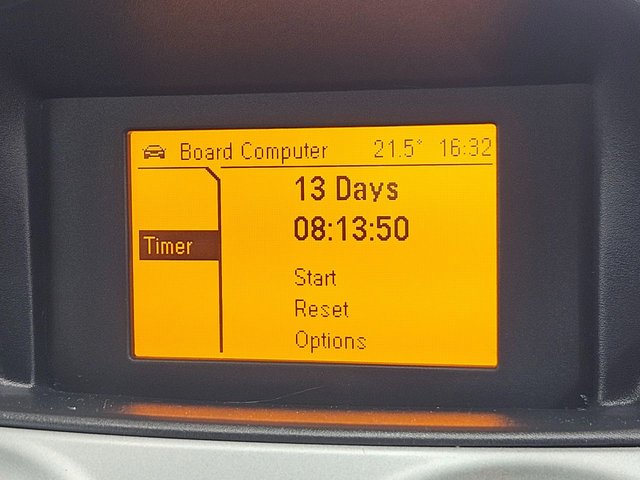 Board Computer 21.5° 16:32
13 Days
08:13:50
Timer
Start
Reset
Options